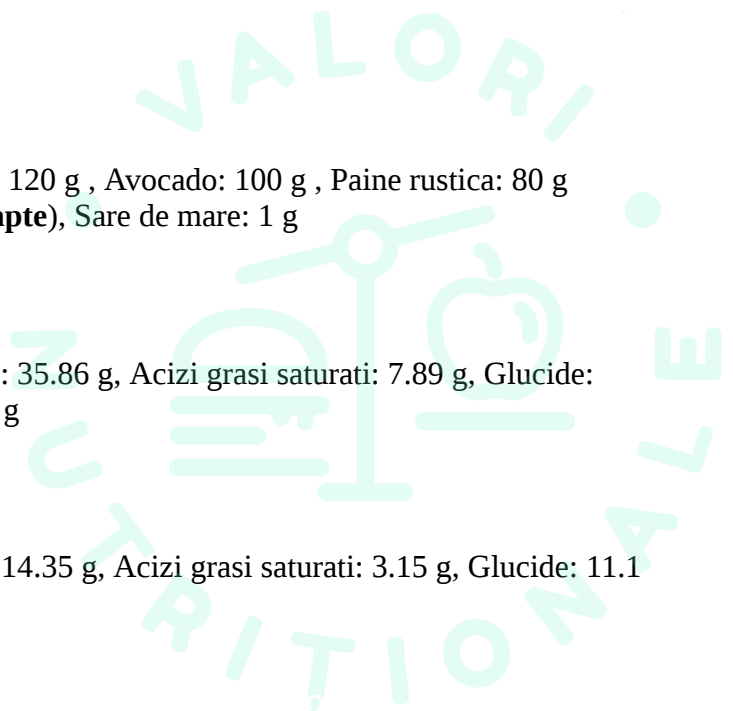 VALORI NUTRITIONALE
120 g , Avocado: 100 g , Paine rustica: 80 g
apte), Sare de mare: 1 g
: 35.86 g, Acizi grasi saturati: 7.89 g, Glucide:
g
14.35 g, Acizi grasi saturati: 3.15 g, Glucide: 11.1